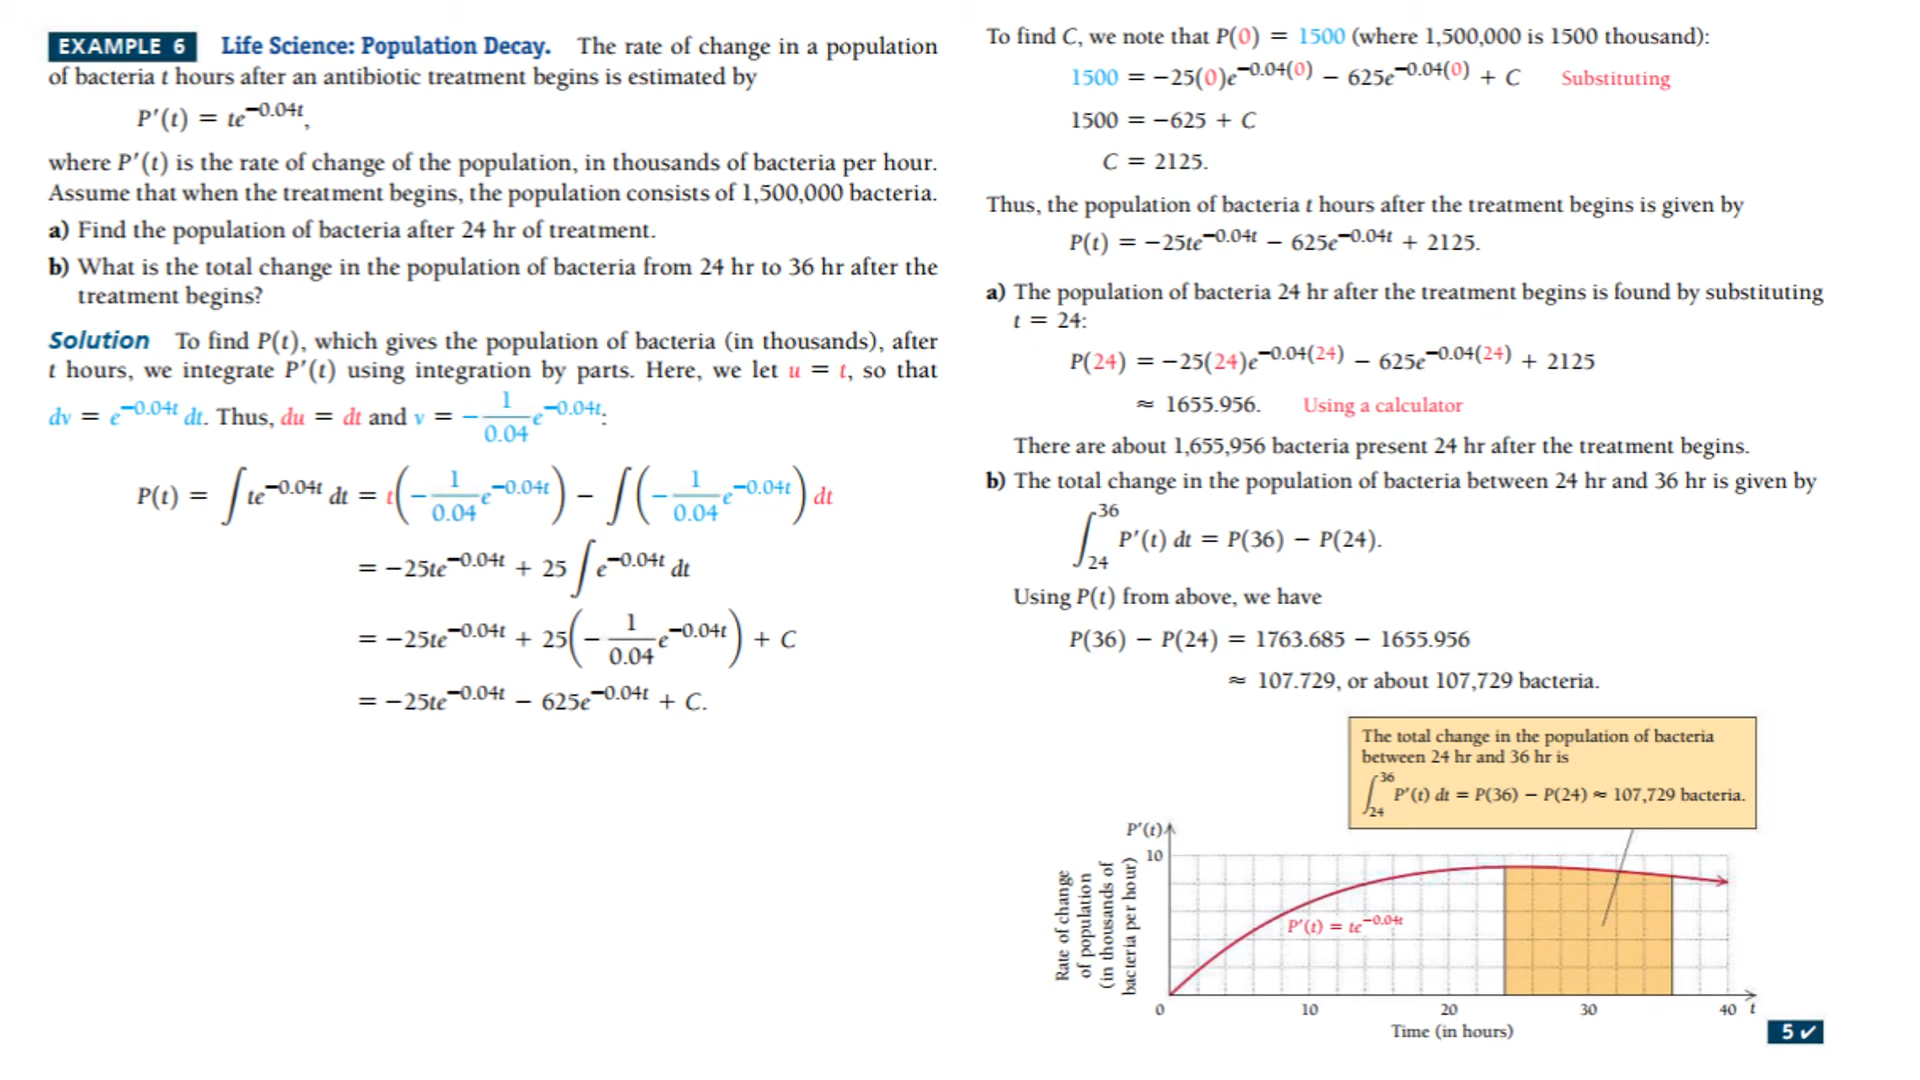 EXAMPLE 6 Life Science: Population Decay. The rate of change in a population
of bacteria t hours after an antibiotic treatment begins is estimated by
P′(t) = te^−0.04t,
where P′(t) is the rate of change of the population, in thousands of bacteria per hour.
Assume that when the treatment begins, the population consists of 1,500,000 bacteria.
a) Find the population of bacteria after 24 hr of treatment.
b) What is the total change in the population of bacteria from 24 hr to 36 hr after the
treatment begins?
Solution To find P(t), which gives the population of bacteria (in thousands), after
t hours, we integrate P′(t) using integration by parts. Here, we let u = t, so that
dv = e^−0.04t dt. Thus, du = dt and v = −1/0.04 e^−0.04t:
P(t) = ∫ te^−0.04t dt = t(−1/0.04 e^−0.04t) − ∫(−1/0.04 e^−0.04t) dt
= −25te^−0.04t + 25 ∫ e^−0.04t dt
= −25te^−0.04t + 25(−1/0.04 e^−0.04t) + C
= −25te^−0.04t − 625e^−0.04t + C.
To find C, we note that P(0) = 1500 (where 1,500,000 is 1500 thousand):
1500 = −25(0)e^−0.04(0) − 625e^−0.04(0) + C Substituting
1500 = −625 + C
C = 2125.
Thus, the population of bacteria t hours after the treatment begins is given by
P(t) = −25te^−0.04t − 625e^−0.04t + 2125.
a) The population of bacteria 24 hr after the treatment begins is found by substituting
t = 24:
P(24) = −25(24)e^−0.04(24) − 625e^−0.04(24) + 2125
≈ 1655.956. Using a calculator
There are about 1,655,956 bacteria present 24 hr after the treatment begins.
b) The total change in the population of bacteria between 24 hr and 36 hr is given by
∫_24^36 P′(t) dt = P(36) − P(24).
Using P(t) from above, we have
P(36) − P(24) = 1763.685 − 1655.956
≈ 107.729, or about 107,729 bacteria.
The total change in the population of bacteria
between 24 hr and 36 hr is
∫_24^36 P′(t) dt = P(36) − P(24) ≈ 107,729 bacteria.
P′(t)
10
Rate of change
of population
(in thousands of
bacteria per hour)
P′(t) = te^−0.04t
0 10 20 30 40 t
Time (in hours)
5 ✓